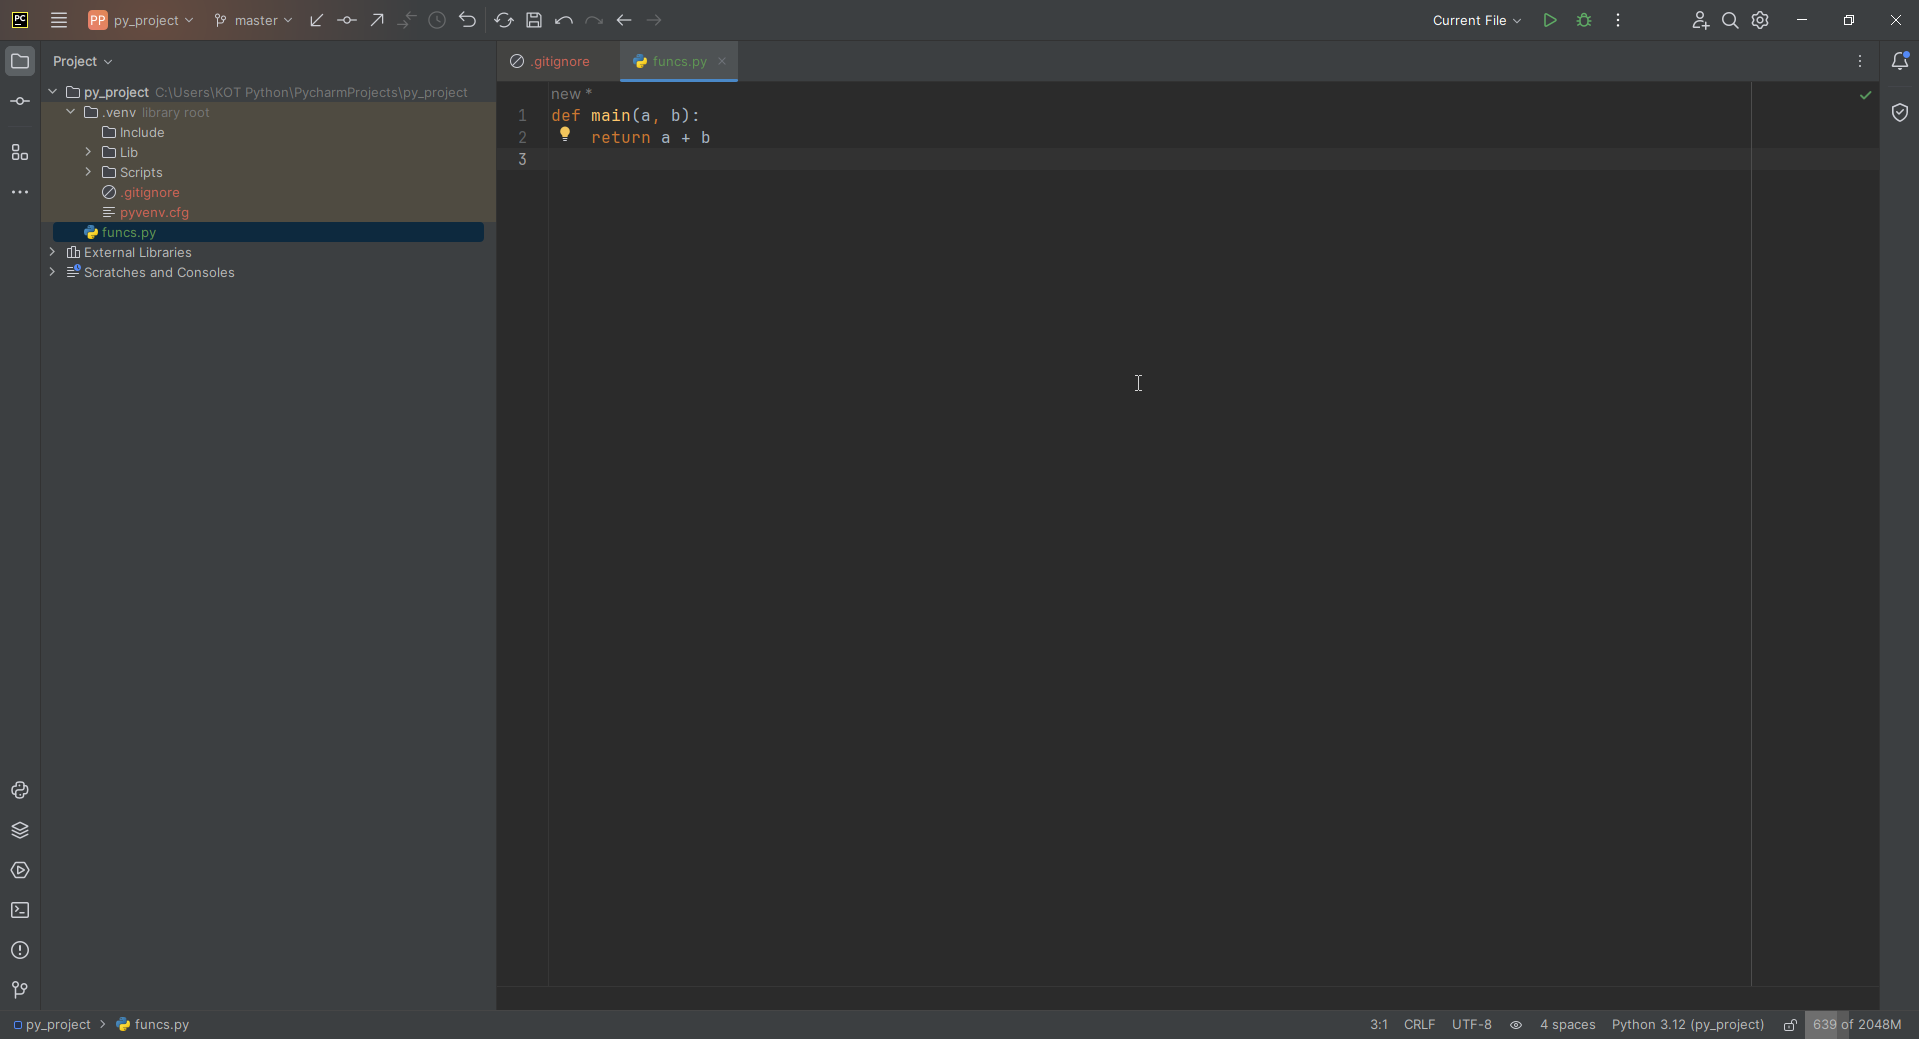 PC PP py_project master Current File
Project
py_project C:\Users\KOT Python\PycharmProjects\py_project
.venv library root
Include
Lib
Scripts
.gitignore
pyvenv.cfg
funcs.py
External Libraries
Scratches and Consoles
.gitignore funcs.py
new *
1 def main(a, b):
2 return a + b
3
py_project funcs.py 3:1 CRLF UTF-8 4 spaces Python 3.12 (py_project) 639 of 2048M